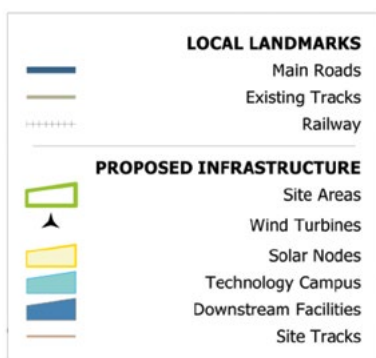 LOCAL LANDMARKS
Main Roads
Existing Tracks
Railway
PROPOSED INFRASTRUCTURE
Site Areas
Wind Turbines
Solar Nodes
Technology Campus
Downstream Facilities
Site Tracks